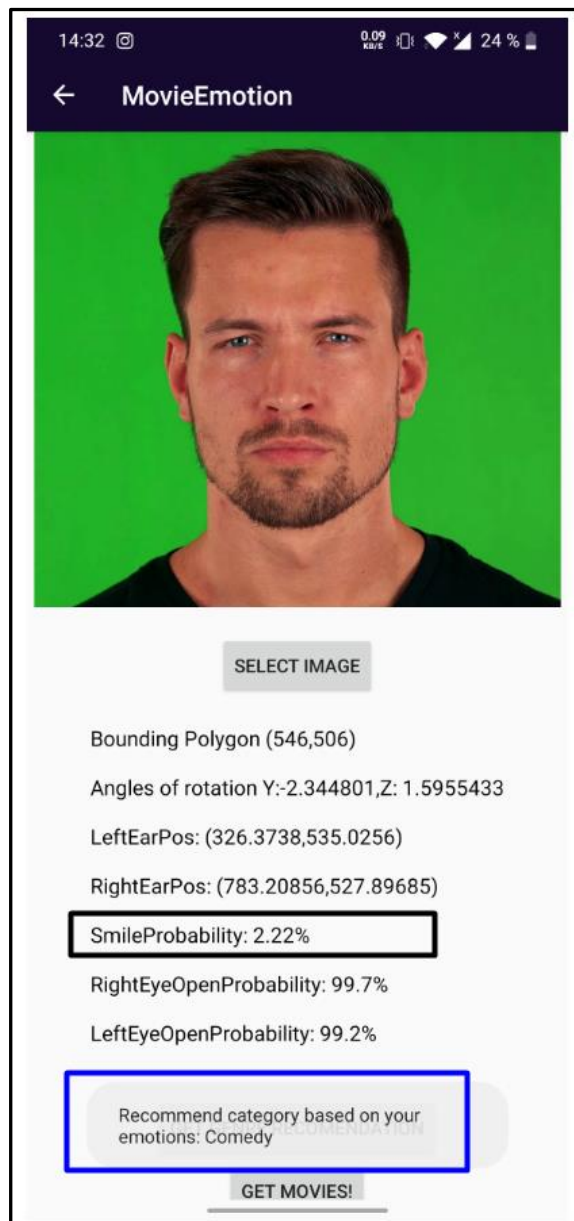 14:32
0.09 KB/S 24 %
MovieEmotion
SELECT IMAGE
Bounding Polygon (546,506)
Angles of rotation Y:-2.344801,Z: 1.5955433
LeftEarPos: (326.3738,535.0256)
RightEarPos: (783.20856,527.89685)
SmileProbability: 2.22%
RightEyeOpenProbability: 99.7%
LeftEyeOpenProbability: 99.2%
Recommend category based on your
emotions: Comedy
GET MOVIES!